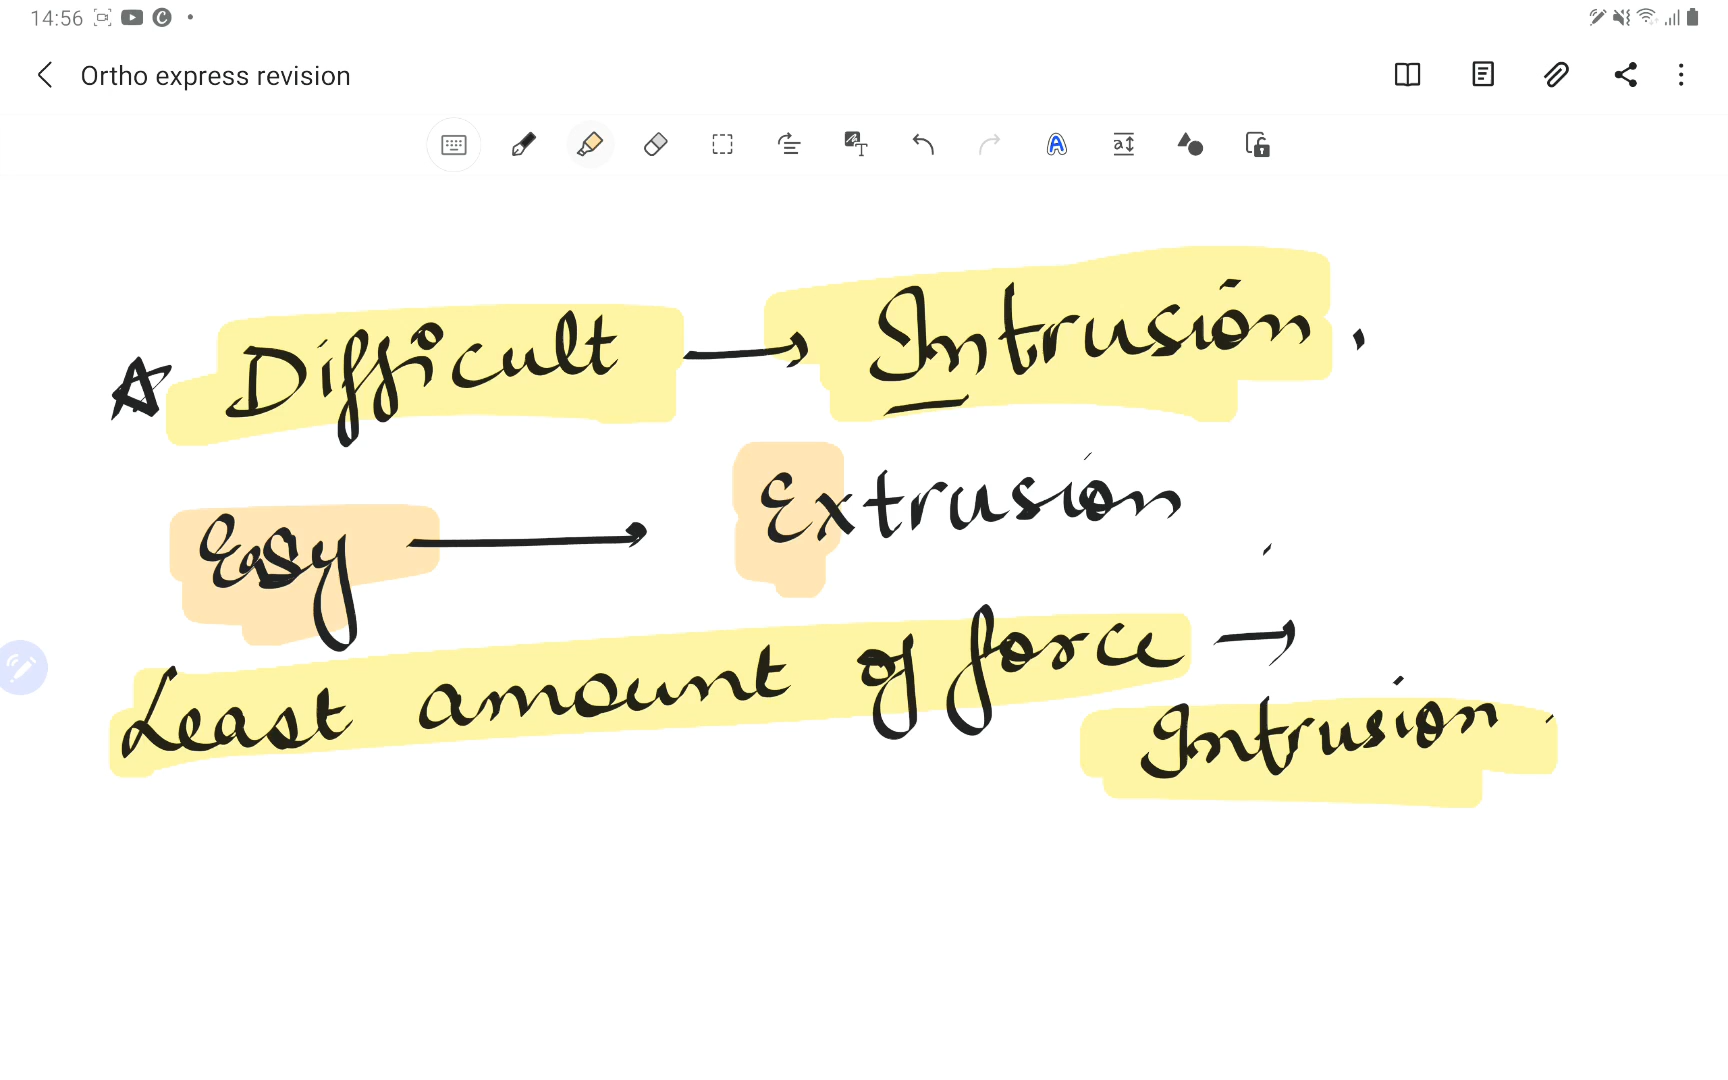 14:56
Ortho express revision
Difficult → Intrusion.
Easy → Extrusion
Least amount of force →
Intrusion.